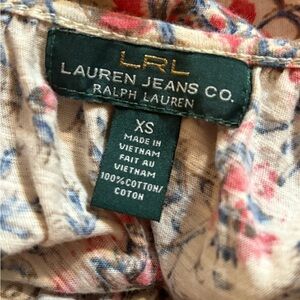 LRL
LAUREN JEANS CO.
RALPH LAUREN
XS
MADE IN
VIETNAM
FAIT AU
VIETNAM
100% COTTON/
COTON